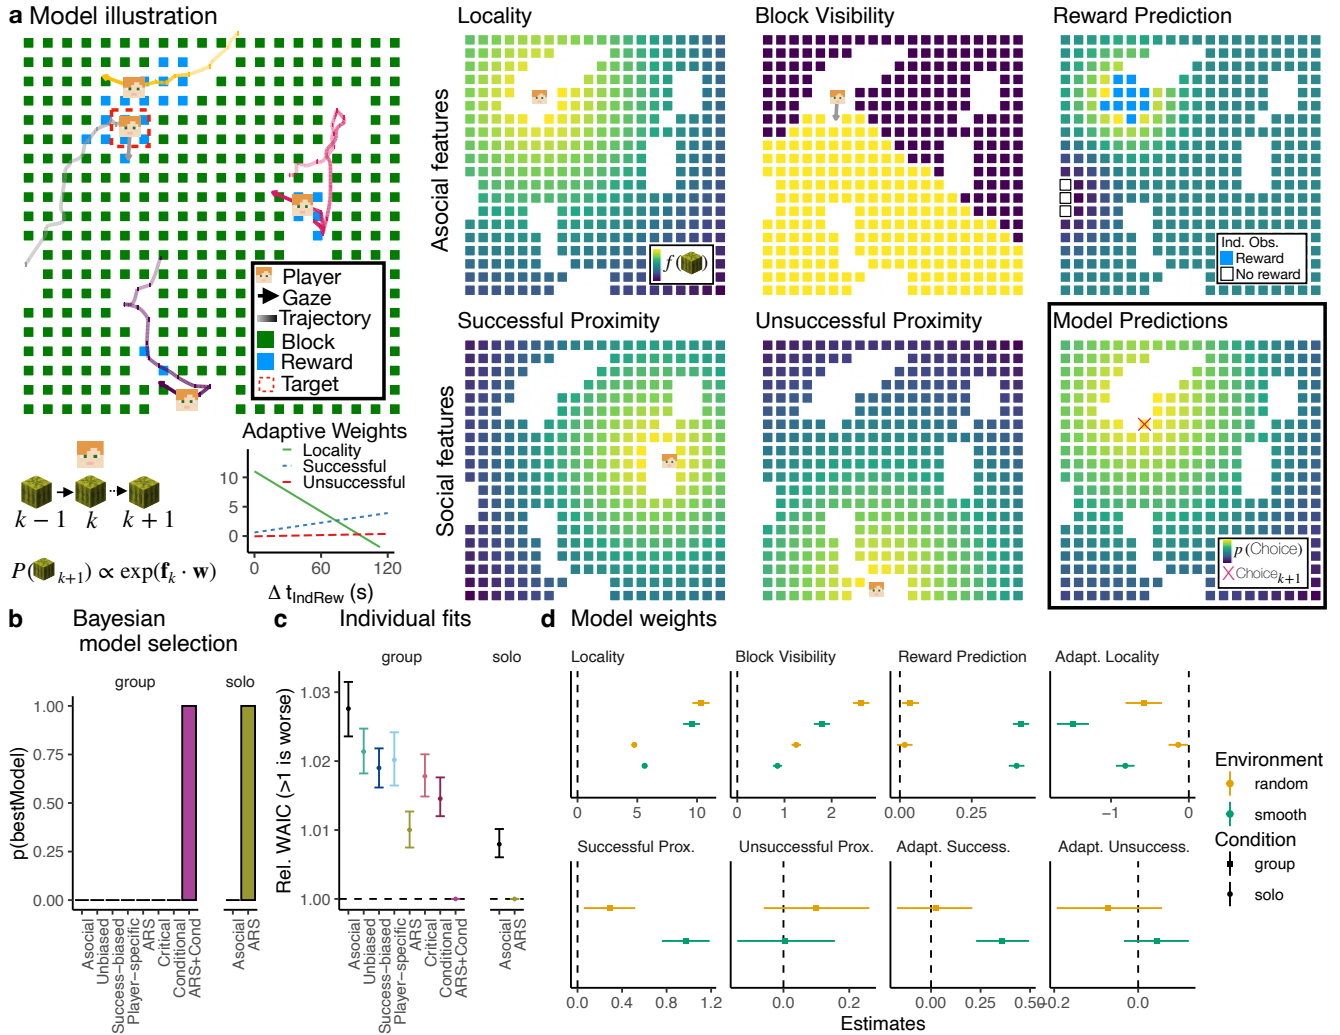 a Model illustration
Player
Gaze
Trajectory
Block
Reward
Target
k − 1
k
k + 1
P( k+1) ∝ exp(f_k · w)
Adaptive Weights
Locality
Successful
Unsuccessful
10
5
0
0
60
120
Δ t_IndRew (s)
Asocial features
Social features
Locality
f( )
Block Visibility
Reward Prediction
Ind. Obs.
Reward
No reward
Successful Proximity
Unsuccessful Proximity
Model Predictions
p(Choice)
Choice_k+1
b Bayesian
model selection
group
solo
p(bestModel)
1.00
0.75
0.50
0.25
0.00
Asocial
Unbiased
Success−biased
Player−specific
ARS
Critical
Conditional
ARS+Cond
Asocial
ARS
c Individual fits
group
solo
Rel. WAIC (>1 is worse)
1.03
1.02
1.01
1.00
Asocial
Unbiased
Success−biased
Player−specific
ARS
Critical
Conditional
ARS+Cond
Asocial
ARS
d Model weights
Locality
0
5
10
Block Visibility
0
1
2
Reward Prediction
0.00
0.25
Adapt. Locality
−1
0
Successful Prox.
0.0
0.4
0.8
1.2
Unsuccessful Prox.
0.0
0.2
Adapt. Success.
0.00
0.25
0.50
Adapt. Unsuccess.
−0.2
0.0
Estimates
Environment
random
smooth
Condition
group
solo